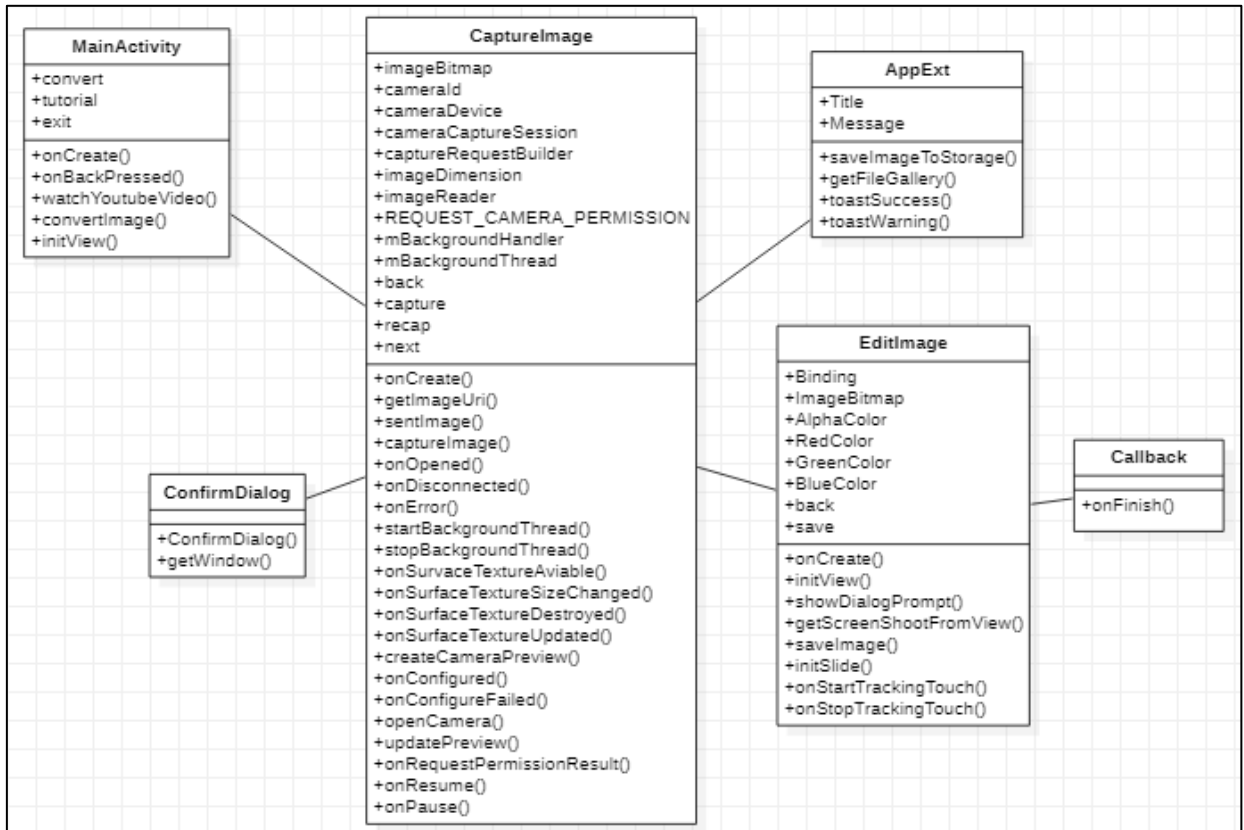 MainActivity
+convert
+tutorial
+exit
+onCreate()
+onBackPressed()
+watchYoutubeVideo()
+convertImage()
+initView()
CaptureImage
+imageBitmap
+cameraId
+cameraDevice
+cameraCaptureSession
+captureRequestBuilder
+imageDimension
+imageReader
+REQUEST_CAMERA_PERMISSION
+mBackgroundHandler
+mBackgroundThread
+back
+capture
+recap
+next
+onCreate()
+getImageUri()
+sentImage()
+captureImage()
+onOpened()
+onDisconnected()
+onError()
+startBackgroundThread()
+stopBackgroundThread()
+onSurvaceTextureAviable()
+onSurfaceTextureSizeChanged()
+onSurfaceTextureDestroyed()
+onSurfaceTextureUpdated()
+createCameraPreview()
+onConfigured()
+onConfigureFailed()
+openCamera()
+updatePreview()
+onRequestPermissionResult()
+onResume()
+onPause()
AppExt
+Title
+Message
+saveImageToStorage()
+getFileGallery()
+toastSuccess()
+toastWarning()
EditImage
+Binding
+ImageBitmap
+AlphaColor
+RedColor
+GreenColor
+BlueColor
+back
+save
+onCreate()
+initView()
+showDialogPrompt()
+getScreenShootFromView()
+saveImage()
+initSlide()
+onStartTrackingTouch()
+onStopTrackingTouch()
Callback
+onFinish()
ConfirmDialog
+ConfirmDialog()
+getWindow()